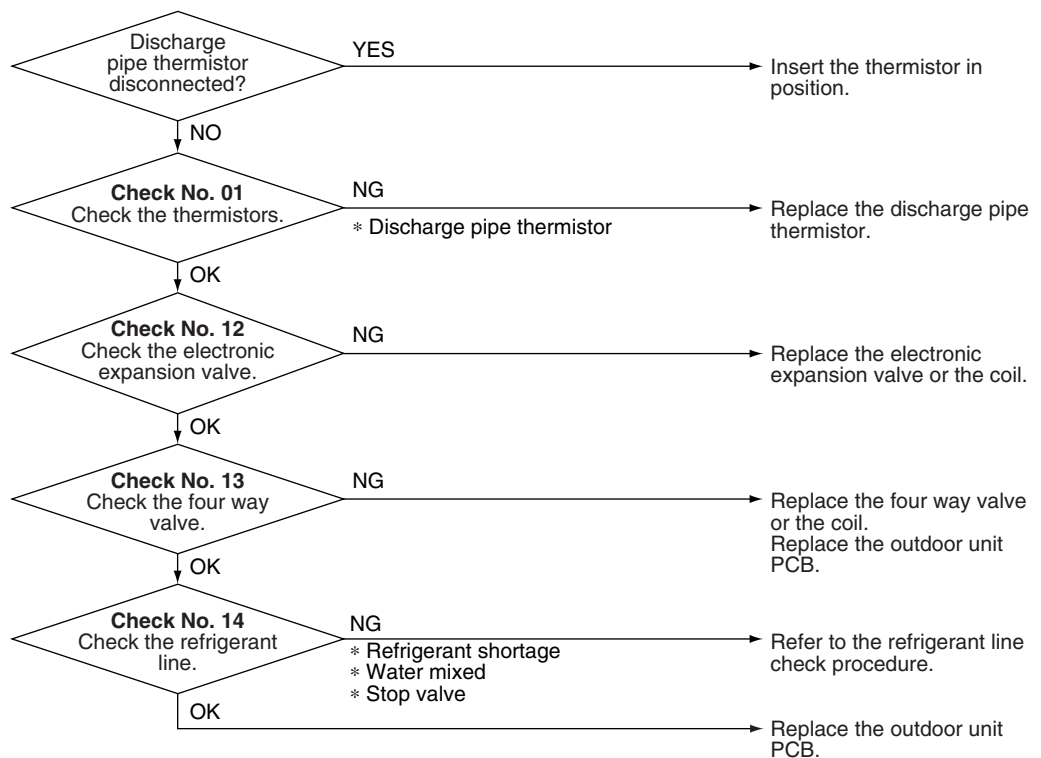 Discharge
pipe thermistor
disconnected?
YES
Insert the thermistor in
position.
NO
Check No. 01
Check the thermistors.
NG
* Discharge pipe thermistor
Replace the discharge pipe
thermistor.
OK
Check No. 12
Check the electronic
expansion valve.
NG
Replace the electronic
expansion valve or the coil.
OK
Check No. 13
Check the four way
valve.
NG
Replace the four way valve
or the coil.
Replace the outdoor unit
PCB.
OK
Check No. 14
Check the refrigerant
line.
NG
* Refrigerant shortage
* Water mixed
* Stop valve
Refer to the refrigerant line
check procedure.
OK
Replace the outdoor unit
PCB.